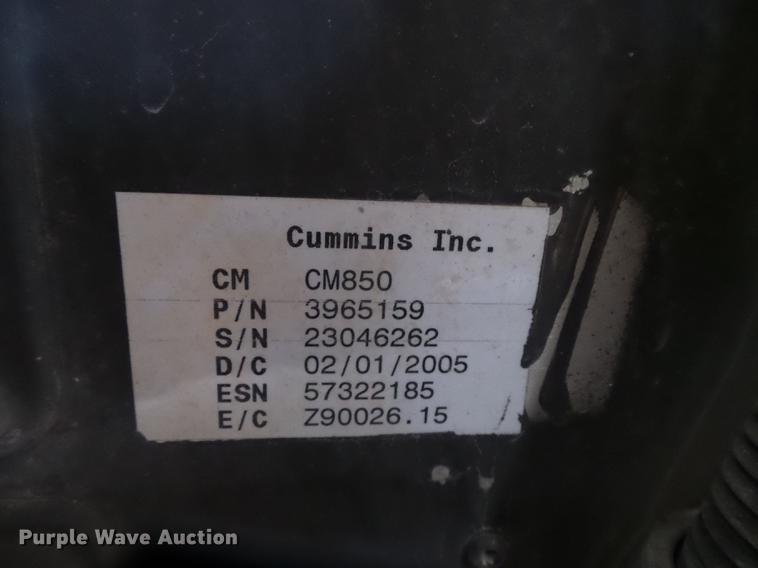 Cummins Inc.
CM CM850
P/N 3965159
S/N 23046262
D/C 02/01/2005
ESN 57322185
E/C Z90026.15
Purple Wave Auction